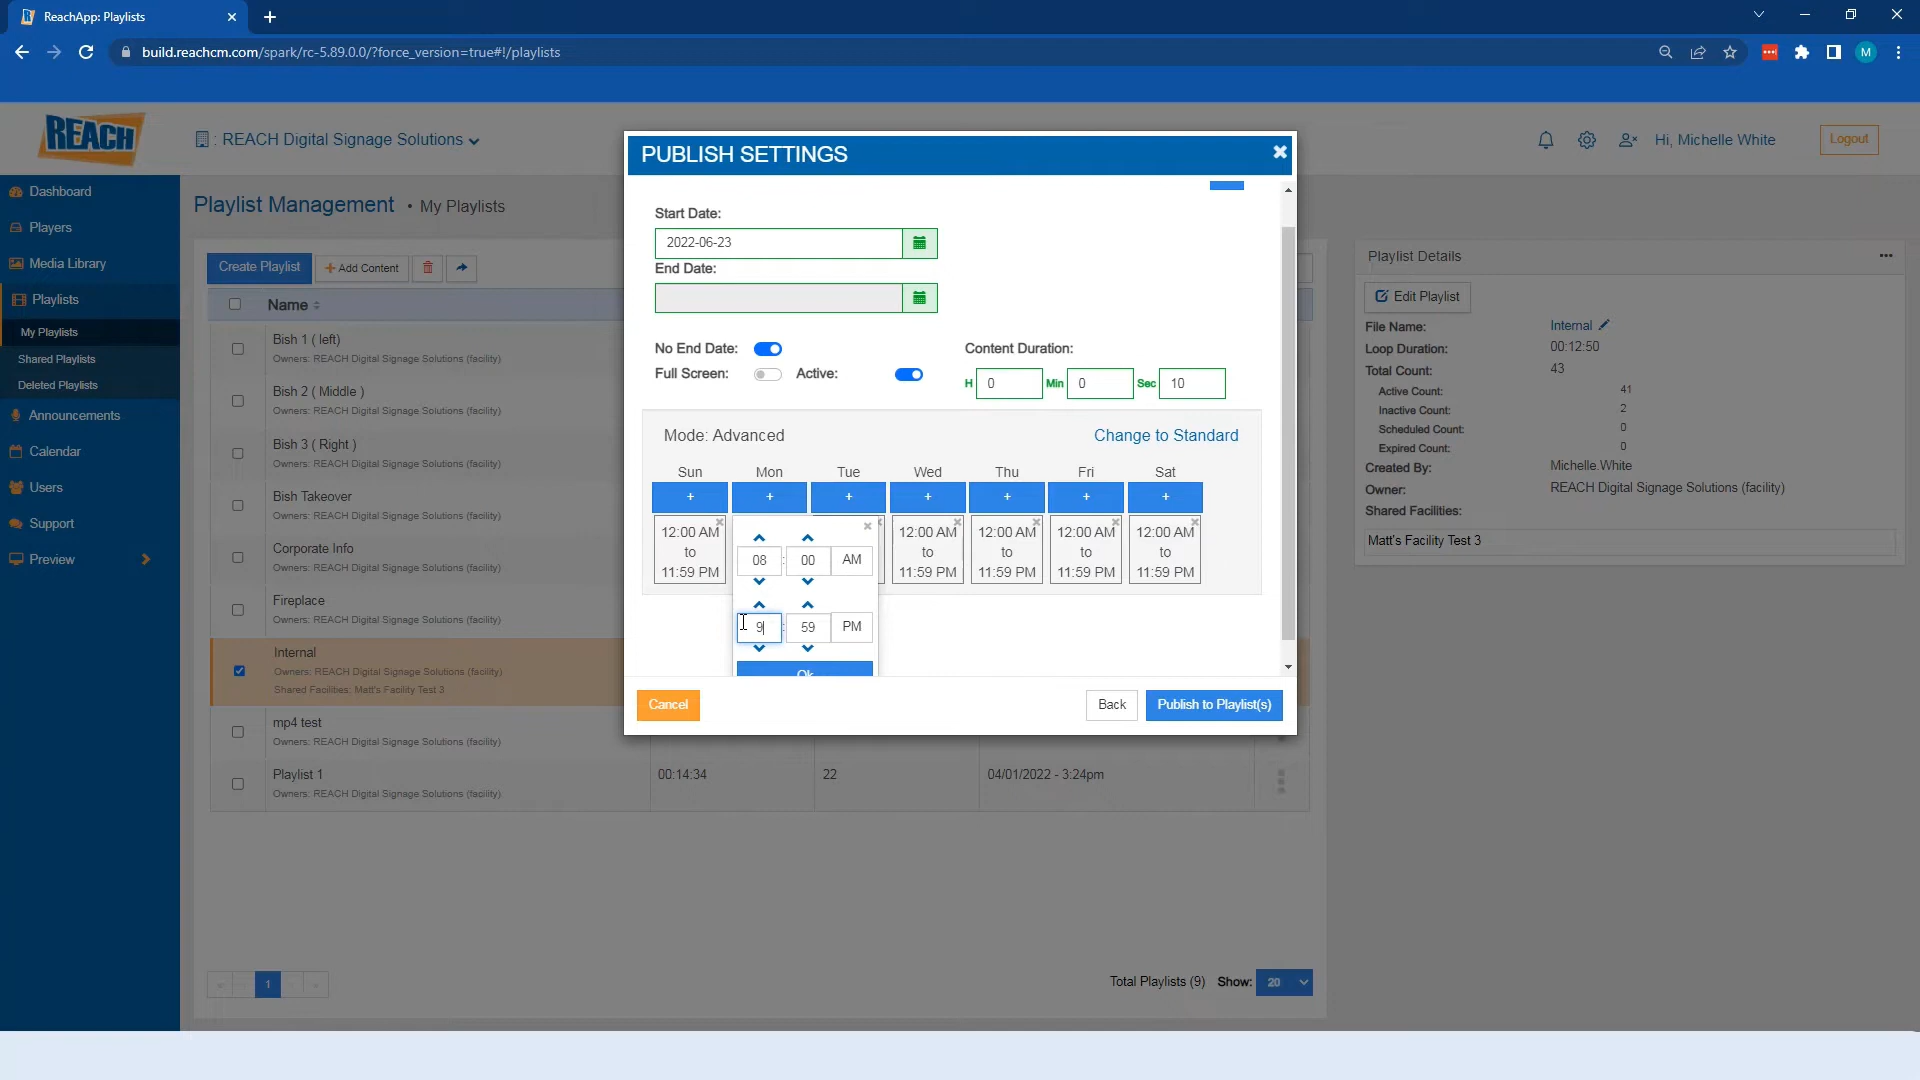 ReachApp: Playlists
build.reachcm.com/spark/rc-5.89.0.0/?force_version=true#!/playlists
M
REACH
: REACH Digital Signage Solutions
Hi, Michelle White
Logout
Dashboard
Players
Media Library
Playlists
My Playlists
Shared Playlists
Deleted Playlists
Announcements
Calendar
Users
Support
Preview
Playlist Management • My Playlists
Create Playlist
Add Content
Name
Bish 1 ( left)
Owners: REACH Digital Signage Solutions (facility)
Bish 2 ( Middle )
Owners: REACH Digital Signage Solutions (facility)
Bish 3 ( Right )
Owners: REACH Digital Signage Solutions (facility)
Bish Takeover
Owners: REACH Digital Signage Solutions (facility)
Corporate Info
Owners: REACH Digital Signage Solutions (facility)
Fireplace
Owners: REACH Digital Signage Solutions (facility)
Internal
Owners: REACH Digital Signage Solutions (facility)
Shared Facilities: Matt's Facility Test 3
mp4 test
Owners: REACH Digital Signage Solutions (facility)
Playlist 1 00:14:34 22 04/01/2022 - 3:24pm
Owners: REACH Digital Signage Solutions (facility)
1
Total Playlists (9) Show: 20
PUBLISH SETTINGS
Start Date:
2022-06-23
End Date:
No End Date:
Content Duration:
Full Screen: Active:
H 0 Min 0 Sec 10
Mode: Advanced Change to Standard
Sun Mon Tue Wed Thu Fri Sat
+ + + + + + +
12:00 AM 12:00 AM 12:00 AM 12:00 AM 12:00 AM
to to to to to
11:59 PM 11:59 PM 11:59 PM 11:59 PM 11:59 PM
08 : 00 AM
9 : 59 PM
Ok
Cancel Back Publish to Playlist(s)
Playlist Details
Edit Playlist
File Name: Internal
Loop Duration: 00:12:50
Total Count: 43
Active Count: 41
Inactive Count: 2
Scheduled Count: 0
Expired Count: 0
Created By: Michelle.White
Owner: REACH Digital Signage Solutions (facility)
Shared Facilities:
Matt's Facility Test 3